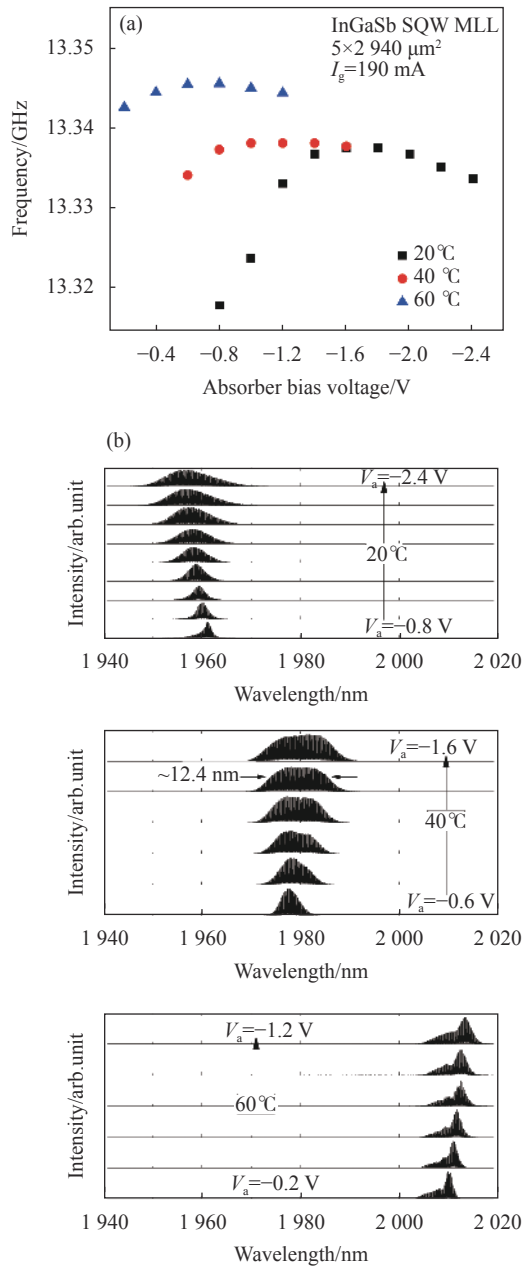 (a)
InGaSb SQW MLL
5×2 940 μm²
Ig=190 mA
13.35
13.34
13.33
13.32
Frequency/GHz
20℃
40 ℃
60 ℃
−0.4 −0.8 −1.2 −1.6 −2.0 −2.4
Absorber bias voltage/V
(b)
Intensity/arb.unit
Va=−2.4 V
20℃
Va=−0.8 V
1 940 1 960 1 980 2 000 2 020
Wavelength/nm
Intensity/arb.unit
Va=−1.6 V
~12.4 nm
40℃
Va=−0.6 V
1 940 1 960 1 980 2 000 2 020
Wavelength/nm
Intensity/arb.unit
Va=−1.2 V
60℃
Va=−0.2 V
1 940 1 960 1 980 2 000 2 020
Wavelength/nm